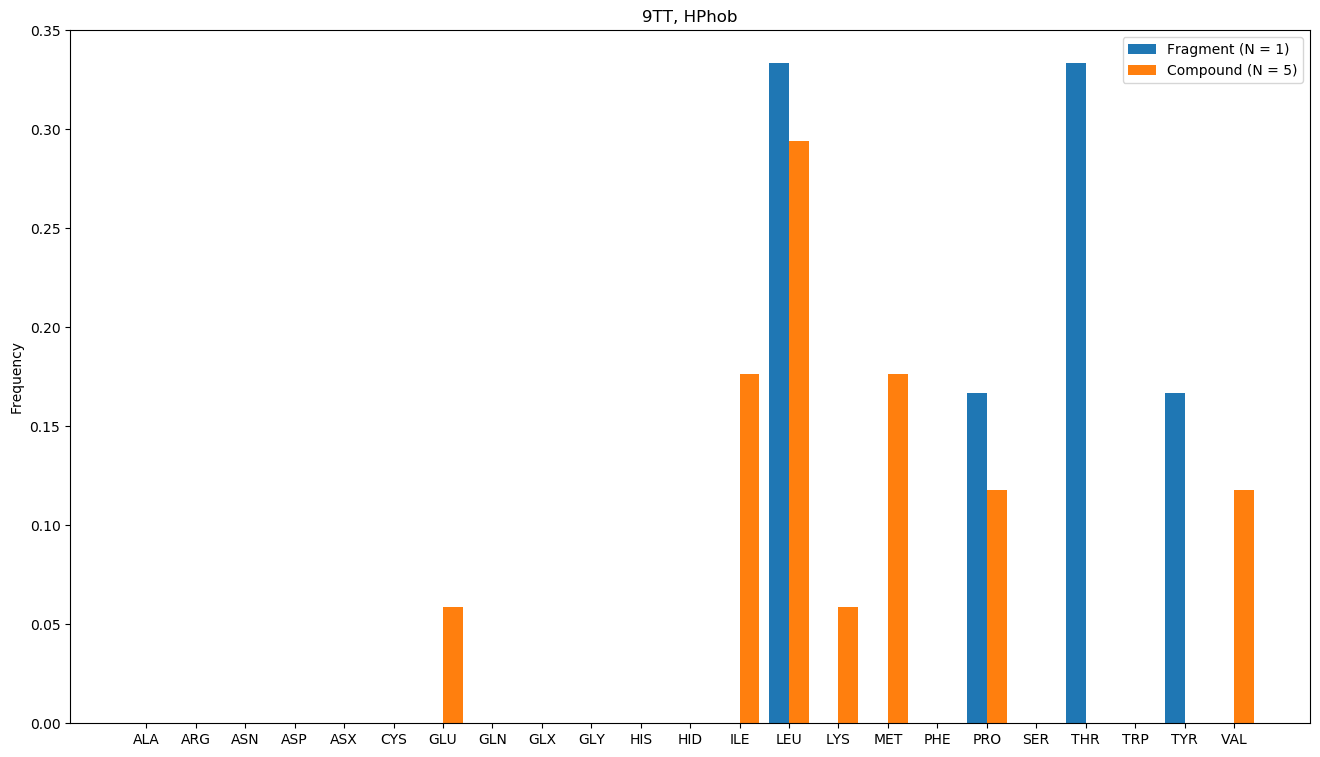 9TT, HPhob
Fragment (N = 1)
Compound (N = 5)
Frequency
0.35
0.30
0.25
0.20
0.15
0.10
0.05
0.00
ALA ARG ASN ASP ASX CYS GLU GLN GLX GLY HIS HID ILE LEU LYS MET PHE PRO SER THR TRP TYR VAL